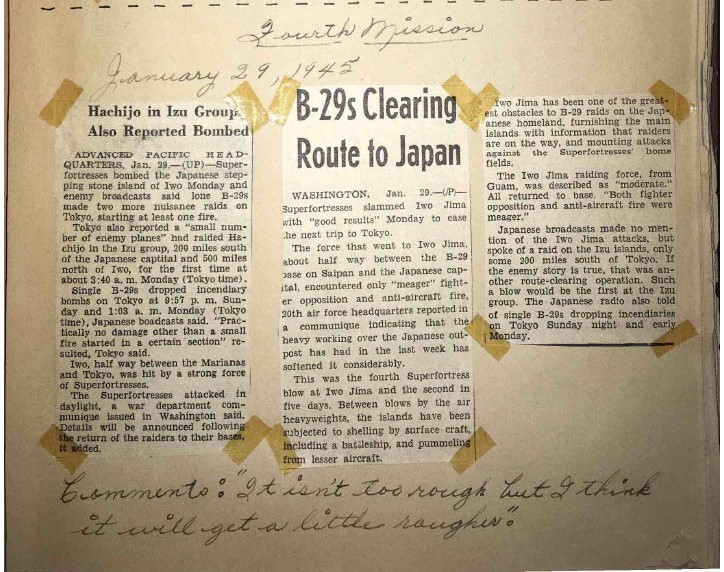 Fourth Mission
January 29, 1945
Hachijo in Izu Group
Also Reported Bombed
ADVANCED PACIFIC HEAD-
QUARTERS, Jan. 29.—(UP)—Super-
fortresses bombed the Japanese step-
ping stone island of Iwo Monday and
enemy broadcasts said lone B-29s
made two more nuisance raids on
Tokyo, starting at least one fire.
Tokyo also reported a "small num-
ber of enemy planes" had raided Ha-
chijo in the Izu group, 200 miles south
of the Japanese captital and 500 miles
north of Iwo, for the first time at
about 3:40 a. m. Monday (Tokyo time).
Single B-29s dropped incendiary
bombs on Tokyo at 9:57 p. m. Sun-
day and 1:03 a. m. Monday (Tokyo
time), Japanese boadcasts said. "Prac-
tically no damage other than a small
fire started in a certain section" re-
sulted, Tokyo said.
Iwo, half way between the Marianas
and Tokyo, was hit by a strong force
of Superfortresses.
The Superfortresses attacked in
daylight, a war department com-
munique issued in Washington said.
Details will be announced following
the return of the raiders to their bases,
it added.
B-29s Clearing
Route to Japan
WASHINGTON, Jan. 29.—(AP)—
Superfortresses slammed Iwo Jima
with "good results" Monday to ease
the next trip to Tokyo.
The force that went to Iwo Jima,
about half way between the B-29
base on Saipan and the Japanese cap-
ital, encountered only "meager" fight-
er opposition and anti-aircraft fire,
20th air force headquarters reported in
a communique indicating that the
heavy working over the Japanese out-
post has had in the last week has
softened it considerably.
This was the fourth Superfortress
blow at Iwo Jima and the second in
five days. Between blows by the air
heavyweights, the islands have been
subjected to shelling by surface craft,
including a battleship, and pummeling
from lesser aircraft.
Iwo Jima has been one of the great-
est obstacles to B-29 raids on the Jap-
anese homeland, furnishing the main
islands with information that raiders
are on the way, and mounting attacks
against the Superfortresses' home
fields.
The Iwo Jima raiding force, from
Guam, was described as "moderate."
All returned to base. "Both fighter
opposition and anti-aircraft fire were
meager."
Japanese broadcasts made no men-
tion of the Iwo Jima attacks, but
spoke of a raid on the Izu islands, only
some 200 miles south of Tokyo. If
the enemy story is true, that was an-
other route-clearing operation. Such
a blow would be the first at the Izu
group. The Japanese radio also told
of single B-29s dropping incendiaries
on Tokyo Sunday night and early
Monday.
Comments: "It isn't too rough but I think
it will get a little rougher".